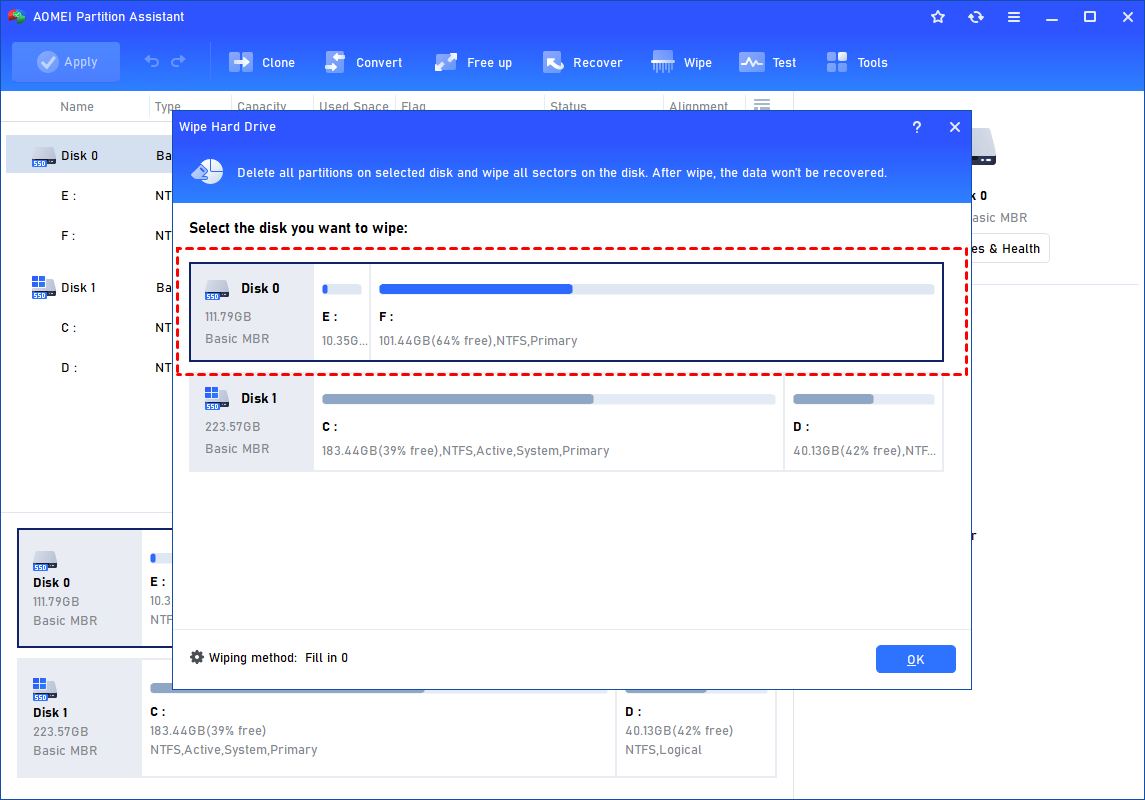 AOMEI Partition Assistant
Apply
Clone
Convert
Free up
Recover
Wipe
Test
Tools
Name
Type
Capacity
Used Space
Flag
Status
Alignment
SSD
Disk 0
Ba
E :
NT
F :
NT
SSD
Disk 1
Ba
C :
NT
D :
NT
k 0
asic MBR
es & Health
r
Wipe Hard Drive
?
Delete all partitions on selected disk and wipe all sectors on the disk. After wipe, the data won't be recovered.
Select the disk you want to wipe:
SSD
Disk 0
111.79GB
Basic MBR
E :
10.35G...
F :
101.44GB(64% free),NTFS,Primary
SSD
Disk 1
223.57GB
Basic MBR
C :
183.44GB(39% free),NTFS,Active,System,Primary
D :
40.13GB(42% free),NTF...
Wiping method: Fill in 0
OK
SSD
Disk 0
111.79GB
Basic MBR
E :
10.3
NTF
SSD
Disk 1
223.57GB
Basic MBR
C :
183.44GB(39% free)
NTFS,Active,System,Primary
D :
40.13GB(42% free)
NTFS,Logical